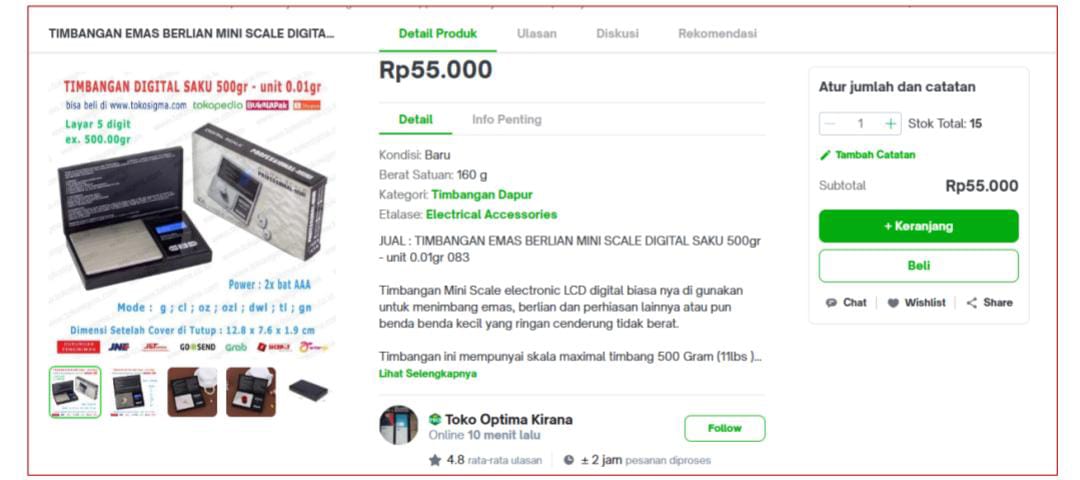 TIMBANGAN EMAS BERLIAN MINI SCALE DIGITA...
Detail Produk
Ulasan
Diskusi
Rekomendasi
TIMBANGAN DIGITAL SAKU 500gr - unit 0.01gr
bisa beli di www.tokosigma.com tokopedia BUKALAPAK
Layar 5 digit
ex. 500.00gr
PROFESSIONAL-MINI
Power : 2x bat AAA
Mode : g ; cl ; oz ; ozl ; dwl ; tl ; gn
Dimensi Setelah Cover di Tutup : 12.8 x 7.6 x 1.9 cm
JNE J&T GO SEND Grab
Rp55.000
Detail
Info Penting
Kondisi: Baru
Berat Satuan: 160 g
Kategori: Timbangan Dapur
Etalase: Electrical Accessories
JUAL : TIMBANGAN EMAS BERLIAN MINI SCALE DIGITAL SAKU 500gr
- unit 0.01gr 083
Timbangan Mini Scale electronic LCD digital biasa nya di gunakan
untuk menimbang emas, berlian dan perhiasan lainnya atau pun
benda benda kecil yang ringan cenderung tidak berat.
Timbangan ini mempunyai skala maximal timbang 500 Gram (11lbs )...
Lihat Selengkapnya
Toko Optima Kirana
Online 10 menit lalu
Follow
4.8 rata-rata ulasan
± 2 jam pesanan diproses
Atur jumlah dan catatan
1
Stok Total: 15
Tambah Catatan
Subtotal
Rp55.000
+ Keranjang
Beli
Chat
Wishlist
Share